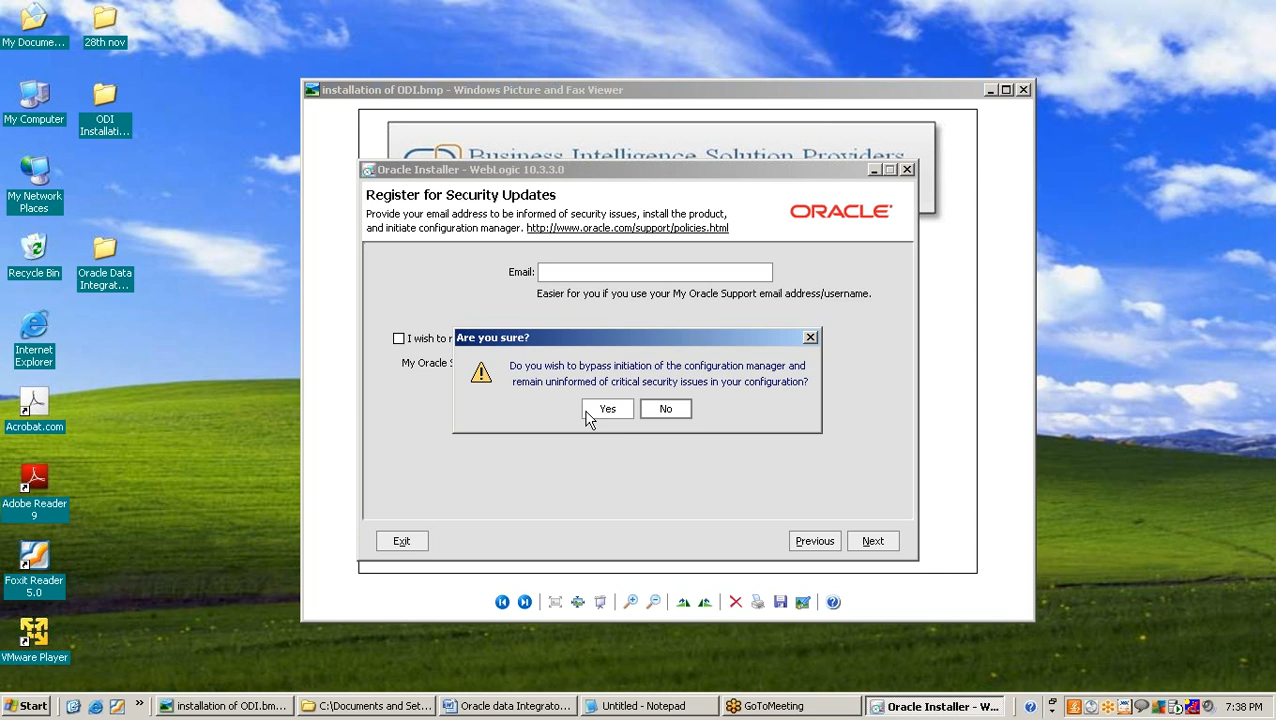 My Docume...
28th nov
My Computer
ODI
Installati...
My Network
Places
Recycle Bin
Oracle Data
Integrat...
Internet
Explorer
Acrobat.com
Adobe Reader
9
Foxit Reader
5.0
VMware Player
installation of ODI.bmp - Windows Picture and Fax Viewer
Business Intelligence Solution Providers
Oracle Installer - WebLogic 10.3.3.0
Register for Security Updates
Provide your email address to be informed of security issues, install the product,
and initiate configuration manager. http://www.oracle.com/support/policies.html
ORACLE
Email:
Easier for you if you use your My Oracle Support email address/username.
I wish to r
My Oracle S
Are you sure?
Do you wish to bypass initiation of the configuration manager and
remain uninformed of critical security issues in your configuration?
Yes
No
Exit
Previous
Next
Start
»
installation of ODI.bm...
C:\Documents and Set...
ORacle data Integrato...
Untitled - Notepad
GoToMeeting
Oracle Installer - W...
7:38 PM